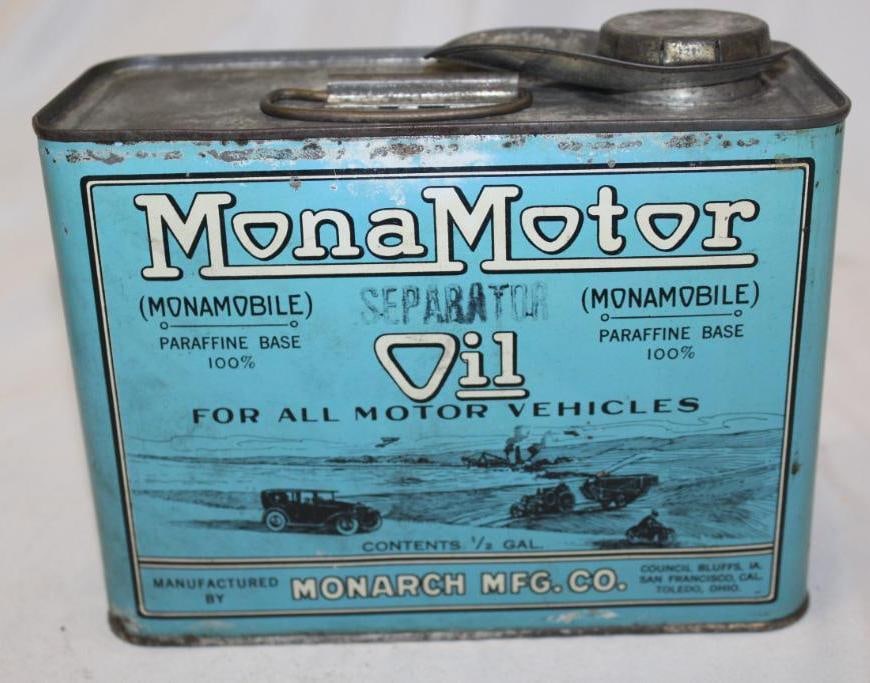 MonaMotor
(MONAMOBILE) SEPARATOR (MONAMOBILE)
PARAFFINE BASE PARAFFINE BASE
100% 100%
Oil
FOR ALL MOTOR VEHICLES
CONTENTS 1/2 GAL.
MANUFACTURED BY
MONARCH MFG. CO.
COUNCIL BLUFFS, IA.
SAN FRANCISCO, CAL.
TOLEDO, OHIO.